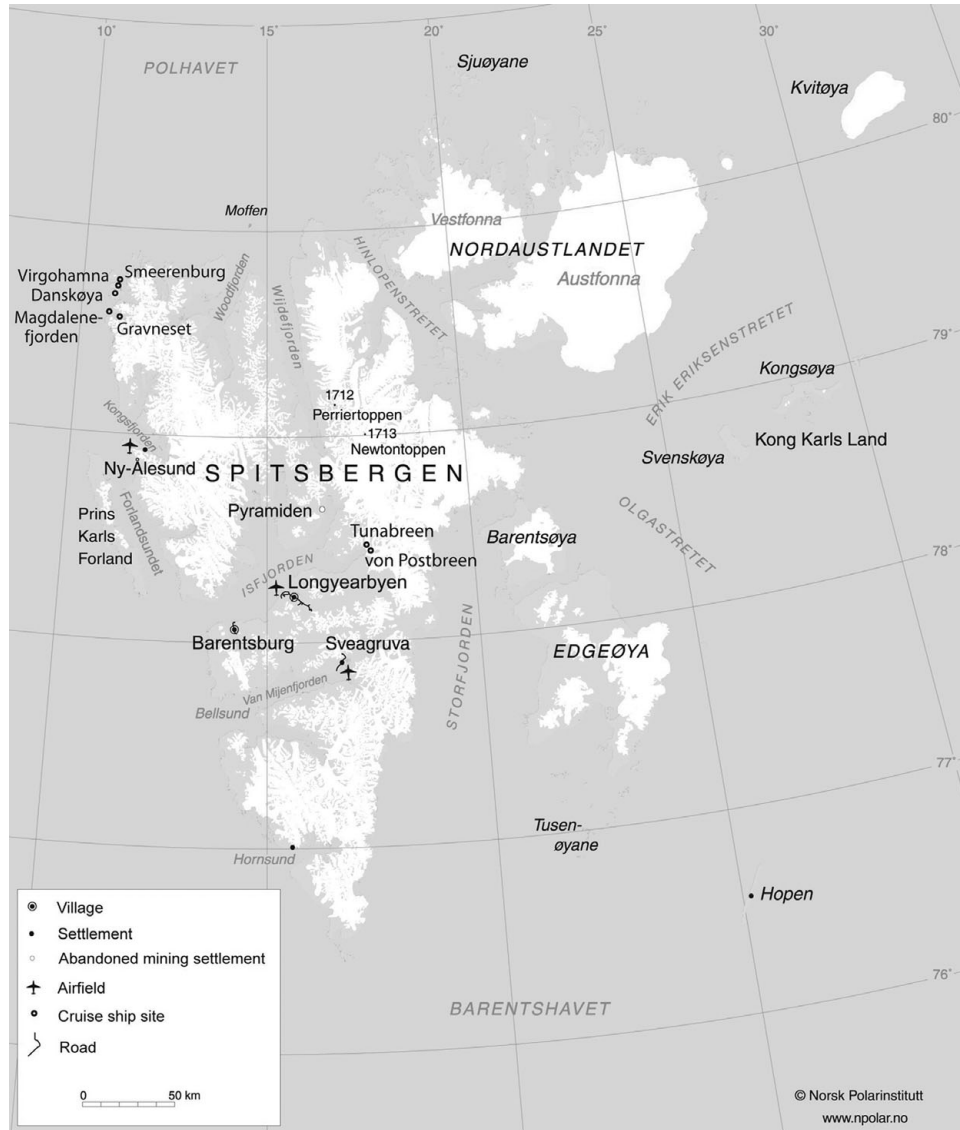 10°
15°
20°
25°
30°
POLHAVET
Sjuøyane
Kvitøya
80°
Moffen
Vestfonna
NORDAUSTLANDET
Austfonna
HINLOPENSTRETET
Virgohamna
Smeerenburg
Danskøya
Magdalene-
fjorden
Gravneset
Woodfjorden
Wijdefjorden
79°
ERIK ERIKSENSTRETET
Kongsøya
1712
Perriertoppen
1713
Newtontoppen
Kong Karls Land
Svenskøya
Kongsfjorden
Ny-Ålesund
SPITSBERGEN
Pyramiden
Prins
Karls
Forland
Forlandsundet
Tunabreen
von Postbreen
Barentsøya
OLGASTRETET
78°
ISFJORDEN
Longyearbyen
Barentsburg
Sveagruva
EDGEØYA
STORFJORDEN
Van Mijenfjorden
Bellsund
77°
Tusen-
øyane
Hornsund
Hopen
76°
BARENTSHAVET
Village
Settlement
Abandoned mining settlement
Airfield
Cruise ship site
Road
0
50 km
© Norsk Polarinstitutt
www.npolar.no